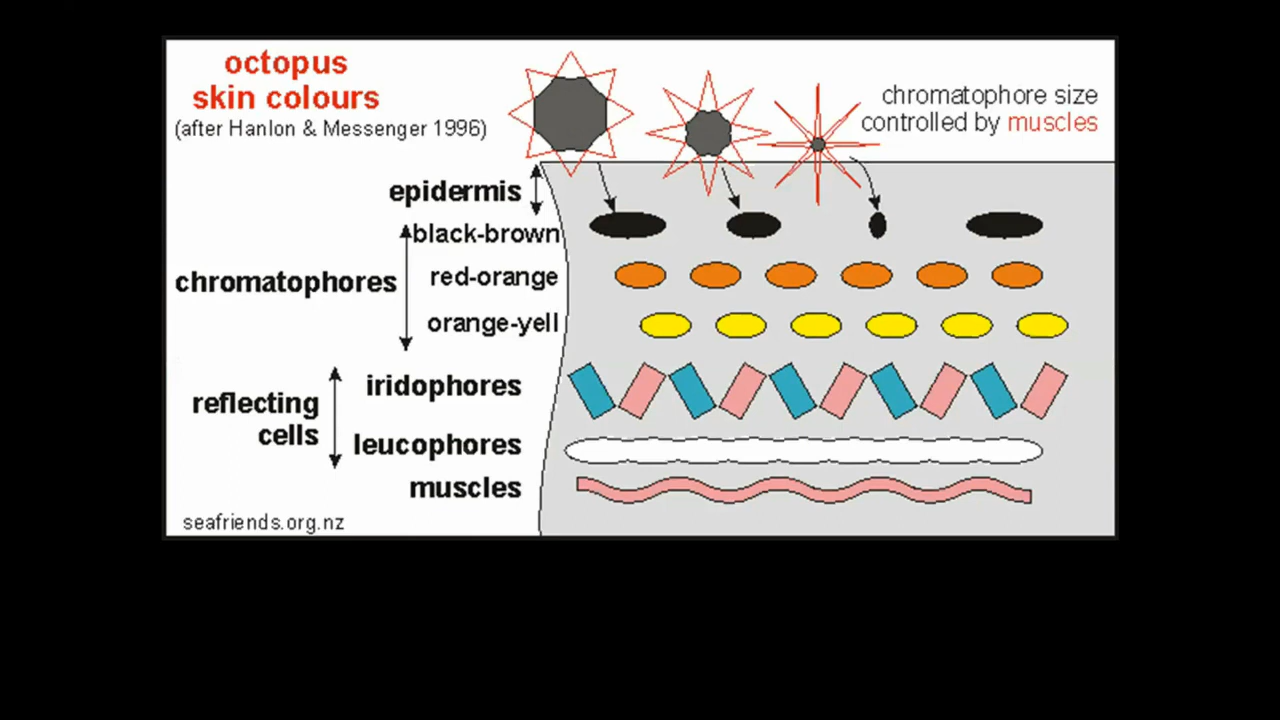 octopus
skin colours
(after Hanlon & Messenger 1996)
chromatophore size
controlled by muscles
epidermis
black-brown
chromatophores
red-orange
orange-yell
iridophores
reflecting
cells
leucophores
muscles
seafriends.org.nz